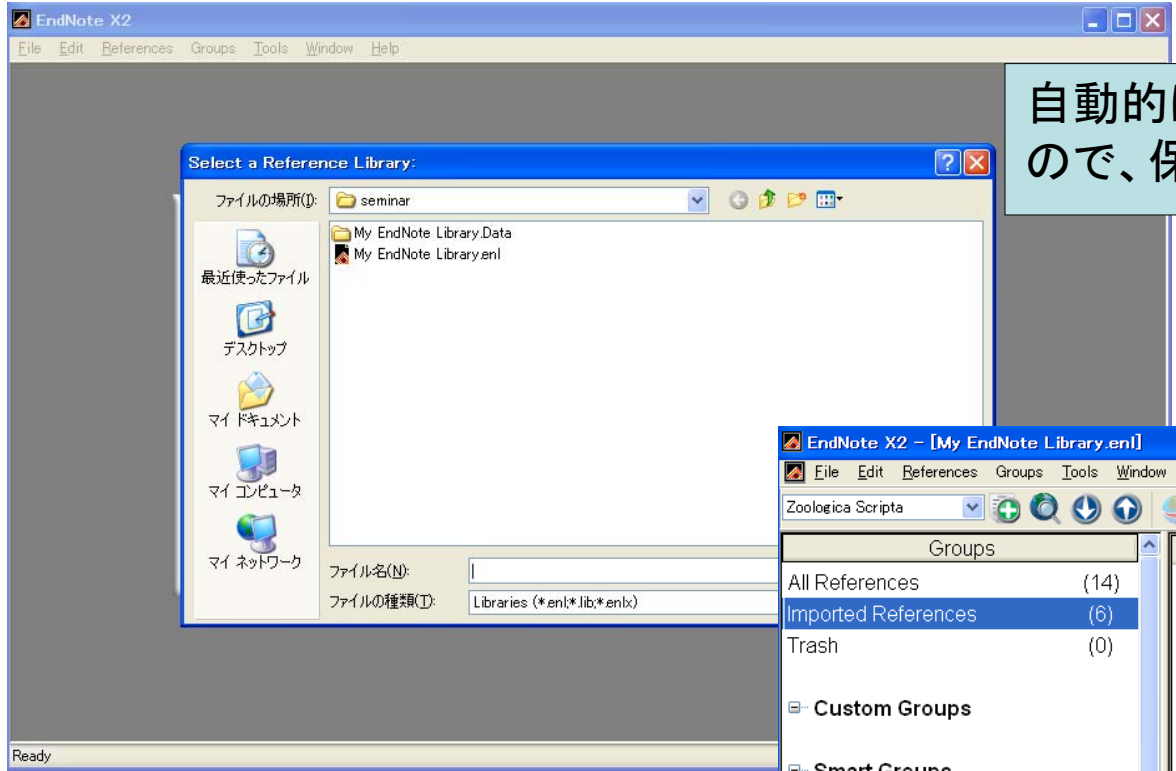 EndNote X2
File Edit References Groups Tools Window Help
自動的に
ので、保
Select a Reference Library:
ファイルの場所(I): seminar
My EndNote Library.Data
My EndNote Library.enl
最近使ったファイル
デスクトップ
マイ ドキュメント
マイ コンピュータ
マイ ネットワーク
ファイル名(N):
ファイルの種類(T): Libraries (*.enl;*.lib;*.enlx)
Ready
EndNote X2 - [My EndNote Library.enl]
File Edit References Groups Tools Window
Zoologica Scripta
Groups
All References (14)
Imported References (6)
Trash (0)
Custom Groups
Smart Groups